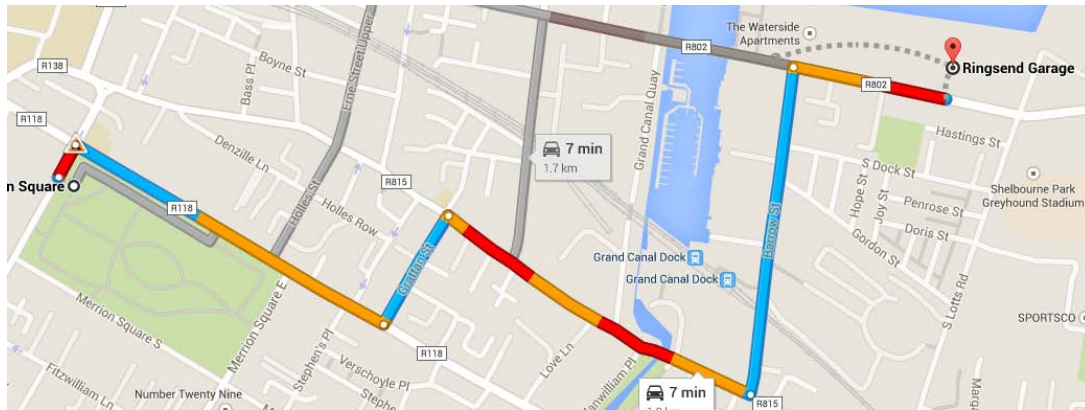 R802
The Waterside
Apartments
Ringsend Garage
R802
Boyne St
Bass Pl
Erne Street Upper
R138
R118
R118
Denzille Ln
R815
Holles Row
Holles St
7 min
1.7 km
Grand Canal Quay
Hastings St
S Dock St
Hope St
Joy St
Penrose St
Doris St
Gordon St
Shelbourne Park
Greyhound Stadium
n Square
Grattan St
Grand Canal Dock
Grand Canal Dock
Barrow St
S Lotts Rd
SPORTSCO
Merrion Square S
Merrion Square E
Stephen's Pl
R118
Love Ln
Verschoyle Pl
Fitzwilliam Ln
Number Twenty Nine
anwilliam Pl
7 min
R815
Marga